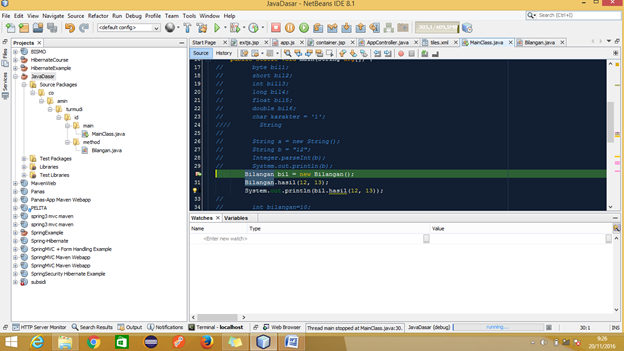 JavaDasar - NetBeans IDE 8.1
File Edit View Navigate Source Refactor Run Debug Profile Team Tools Window Help
Search (Ctrl+I)
<default config>
Projects
Start Page extjs.jsp app.js container.jsp AppController.java tiles.xml MainClass.java Bilangan.java
Source History
BIDMO
HibernateCourse
HibernateExample
JavaDasar
Source Packages
co
amin
turmudi
id
main
MainClass.java
method
Bilangan.java
Test Packages
Libraries
Test Libraries
MavenWeb
Panas
Panas-App Maven Webapp
PELITA
spring3 mvc maven
spring3 mvc maven
SpringExample
Spring-Hibernate
SpringMVC + Form Handling Example
SpringMVC Maven Webapp
SpringMVC Maven Webapp
SpringSecurity Hibernate Example
subsidi
Services
17 // byte bil1;
18 // short bil2;
19 // int bil3;
20 // long bil4;
21 // float bil5;
22 // double bil6;
23 // char karakter = '1';
24 //// String
25 //
26 // String a = new String();
27 // String b = "12";
28 // Integer.parseInt(b);
29 // System.out.println(b);
Bilangan bil = new Bilangan();
31 Bilangan.hasil(12, 13);
System.out.println(bil.hasil(12, 13));
33 //
34 // int bilangan=10;
Watches Variables
Name Type Value
<Enter new watch>
HTTP Server Monitor Search Results Output Notifications Terminal - localhost Web Browser Thread main stopped at MainClass.java:30. JavaDasar (debug) running... 30:1 INS
9:26
20/11/2016